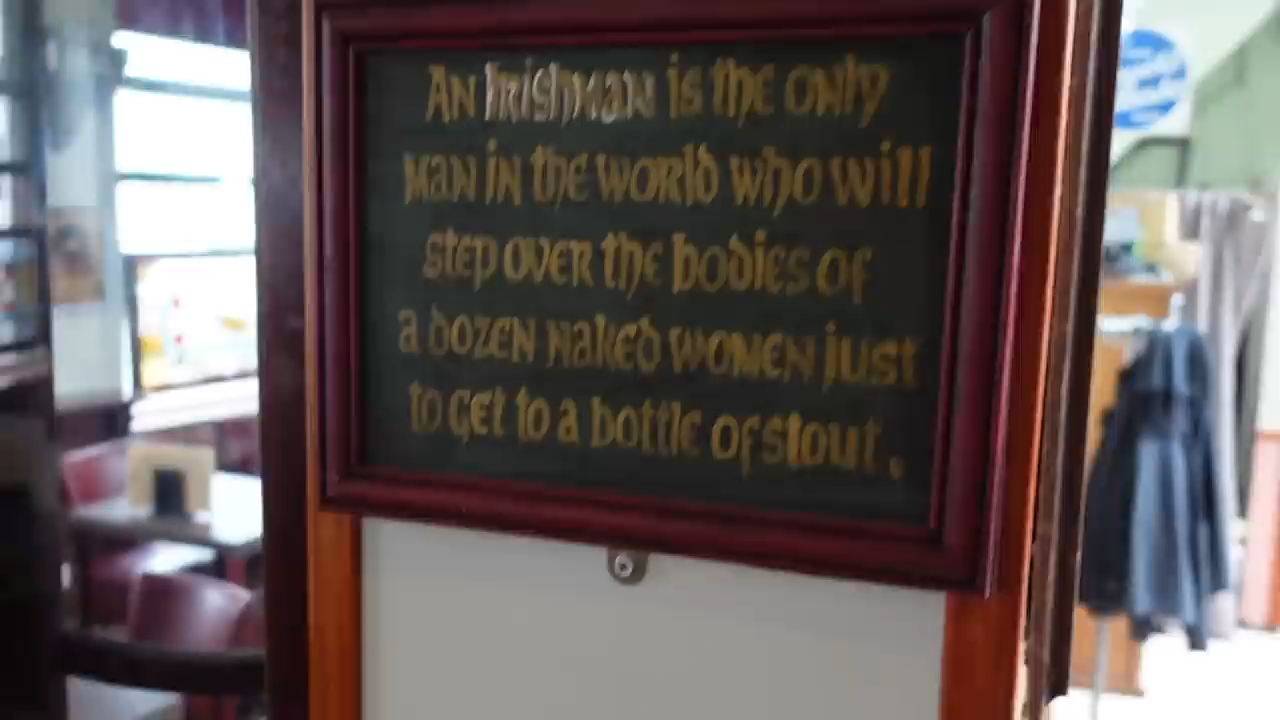 An Irishman is the only
man in the world who will
step over the bodies of
a dozen naked women just
to get to a bottle of stout.